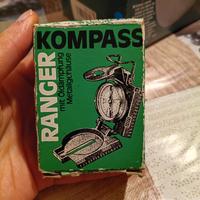 KOMPASS
RANGER
mit Öldämpfung
Metallgehäuse